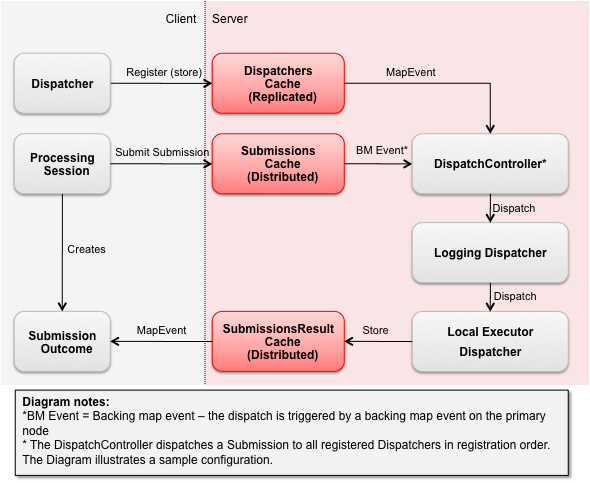 Client
Server
Dispatcher
Register (store)
Dispatchers
Cache
(Replicated)
MapEvent
Processing
Session
Submit Submission
Submissions
Cache
(Distributed)
BM Event*
DispatchController*
Dispatch
Creates
Logging Dispatcher
Dispatch
Submission
Outcome
MapEvent
SubmissionsResult
Cache
(Distributed)
Store
Local Executor
Dispatcher
Diagram notes:
*BM Event = Backing map event – the dispatch is triggered by a backing map event on the primary
node
* The DispatchController dispatches a Submission to all registered Dispatchers in registration order.
The Diagram illustrates a sample configuration.